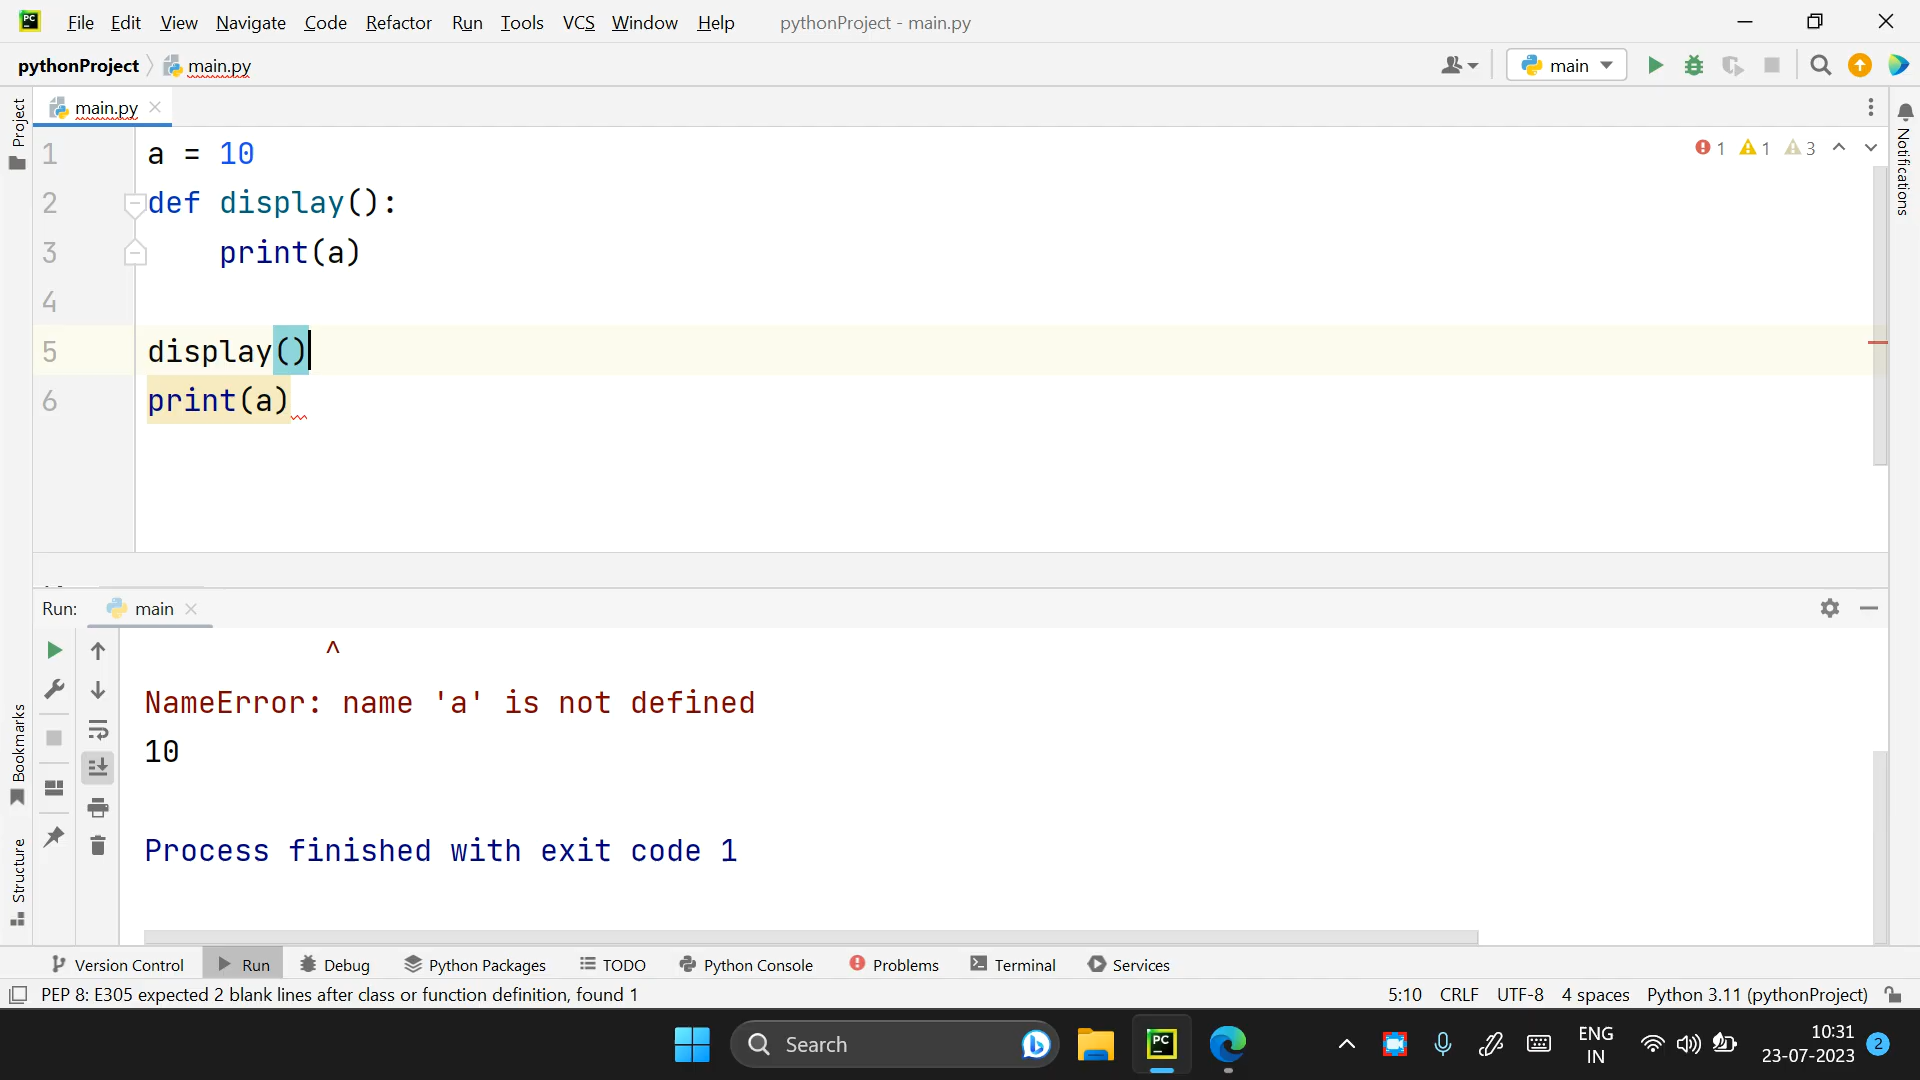 PC File Edit View Navigate Code Refactor Run Tools VCS Window Help pythonProject - main.py
pythonProject main.py main
main.py
Project
Notifications
1 a = 10
2 def display():
3 print(a)
4
5 display()
6 print(a)
1 1 3
Run: main
^
NameError: name 'a' is not defined
10
Process finished with exit code 1
Bookmarks
Structure
Version Control Run Debug Python Packages TODO Python Console Problems Terminal Services
PEP 8: E305 expected 2 blank lines after class or function definition, found 1 5:10 CRLF UTF-8 4 spaces Python 3.11 (pythonProject)
Search PC ENG 10:31
IN 23-07-2023 2